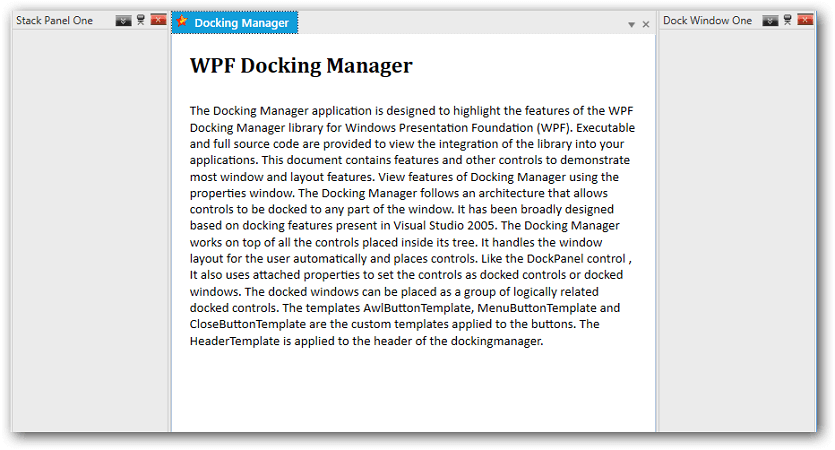 Stack Panel One
Docking Manager
Dock Window One
WPF Docking Manager
The Docking Manager application is designed to highlight the features of the WPF
Docking Manager library for Windows Presentation Foundation (WPF). Executable
and full source code are provided to view the integration of the library into your
applications. This document contains features and other controls to demonstrate
most window and layout features. View features of Docking Manager using the
properties window. The Docking Manager follows an architecture that allows
controls to be docked to any part of the window. It has been broadly designed
based on docking features present in Visual Studio 2005. The Docking Manager
works on top of all the controls placed inside its tree. It handles the window
layout for the user automatically and places controls. Like the DockPanel control ,
It also uses attached properties to set the controls as docked controls or docked
windows. The docked windows can be placed as a group of logically related
docked controls. The templates AwlButtonTemplate, MenuButtonTemplate and
CloseButtonTemplate are the custom templates applied to the buttons. The
HeaderTemplate is applied to the header of the dockingmanager.